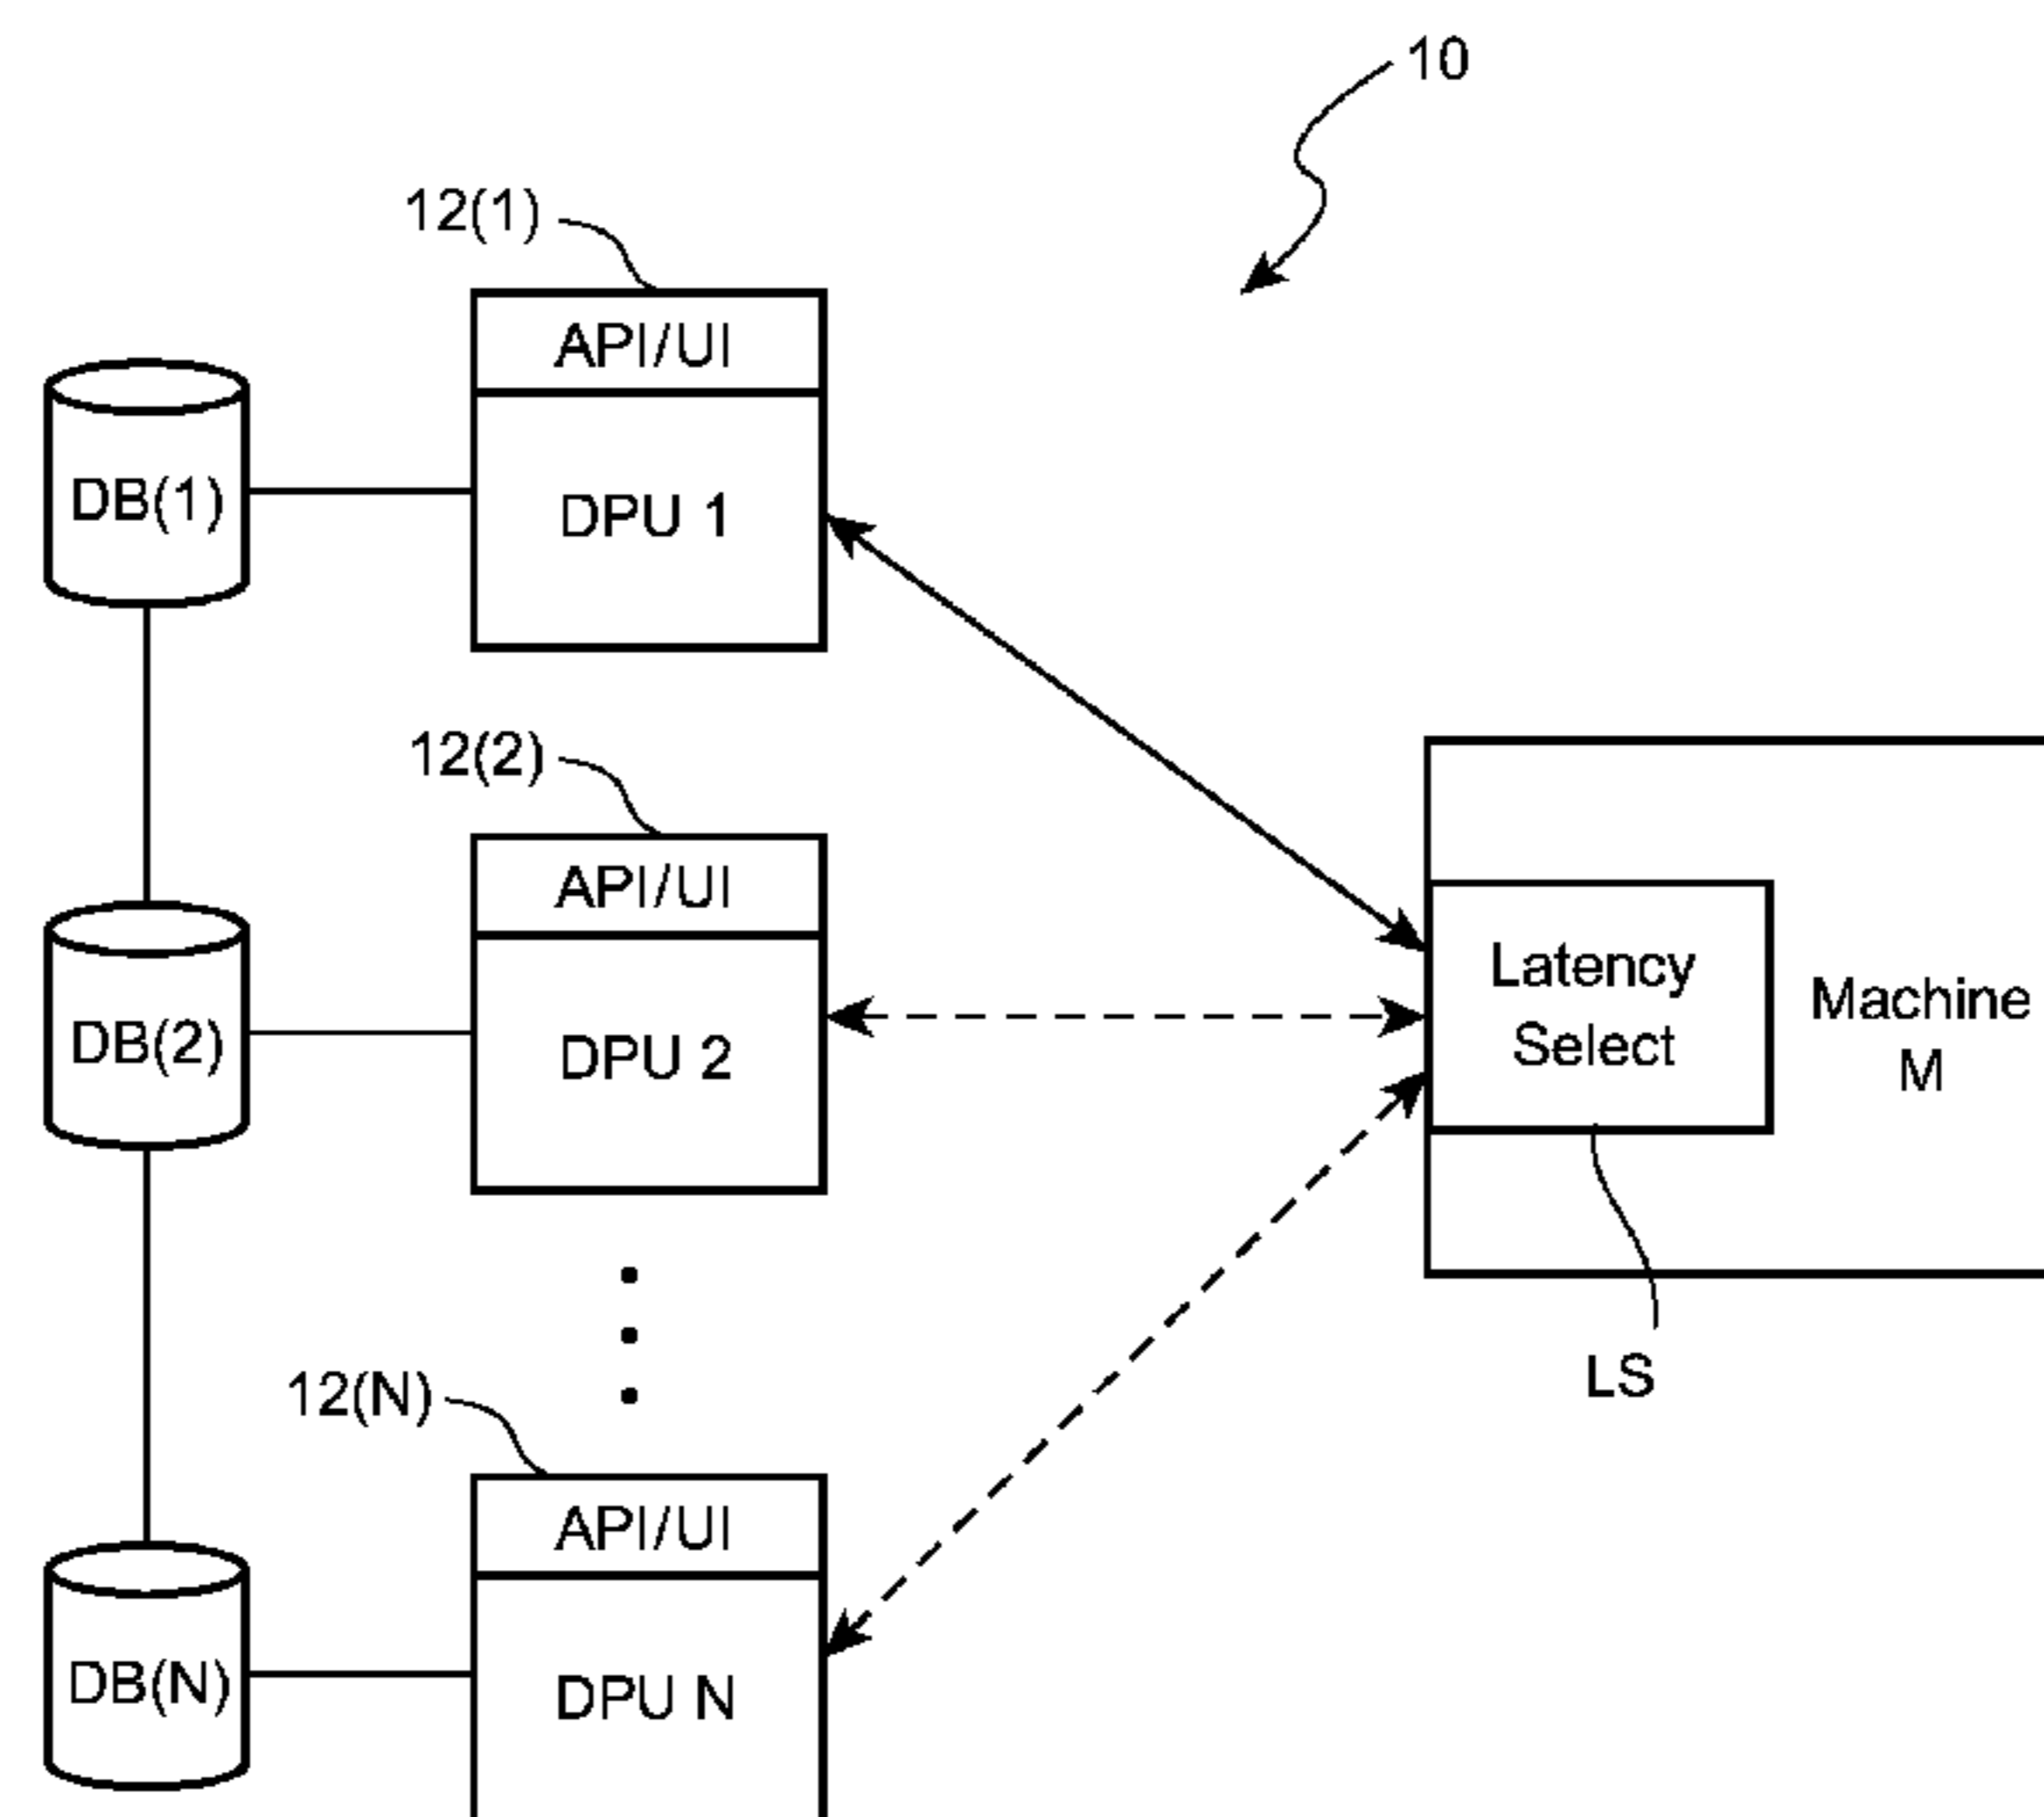 10
12(1)
API/UI
DB(1)
DPU 1
12(2)
API/UI
DB(2)
DPU 2
Latency
Select
Machine
M
LS
12(N)
API/UI
DB(N)
DPU N